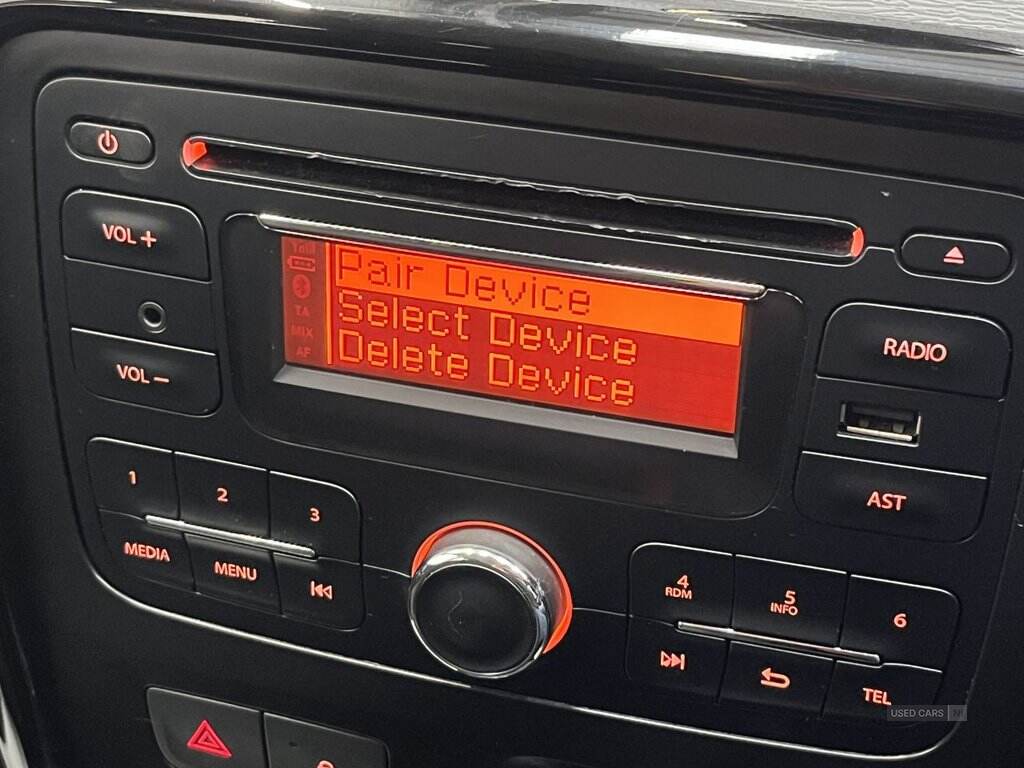 VOL +
VOL −
Pair Device
Select Device
Delete Device
TA
MIX
AF
RADIO
AST
1
2
3
MEDIA
MENU
4
RDM
5
INFO
6
TEL
USED CARS NI